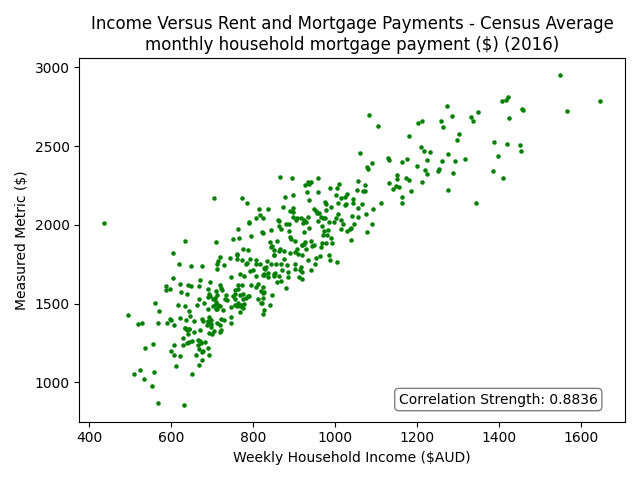 Income Versus Rent and Mortgage Payments - Census Average
monthly household mortgage payment ($) (2016)
3000
2500
2000
1500
1000
Measured Metric ($)
Correlation Strength: 0.8836
400 600 800 1000 1200 1400 1600
Weekly Household Income ($AUD)